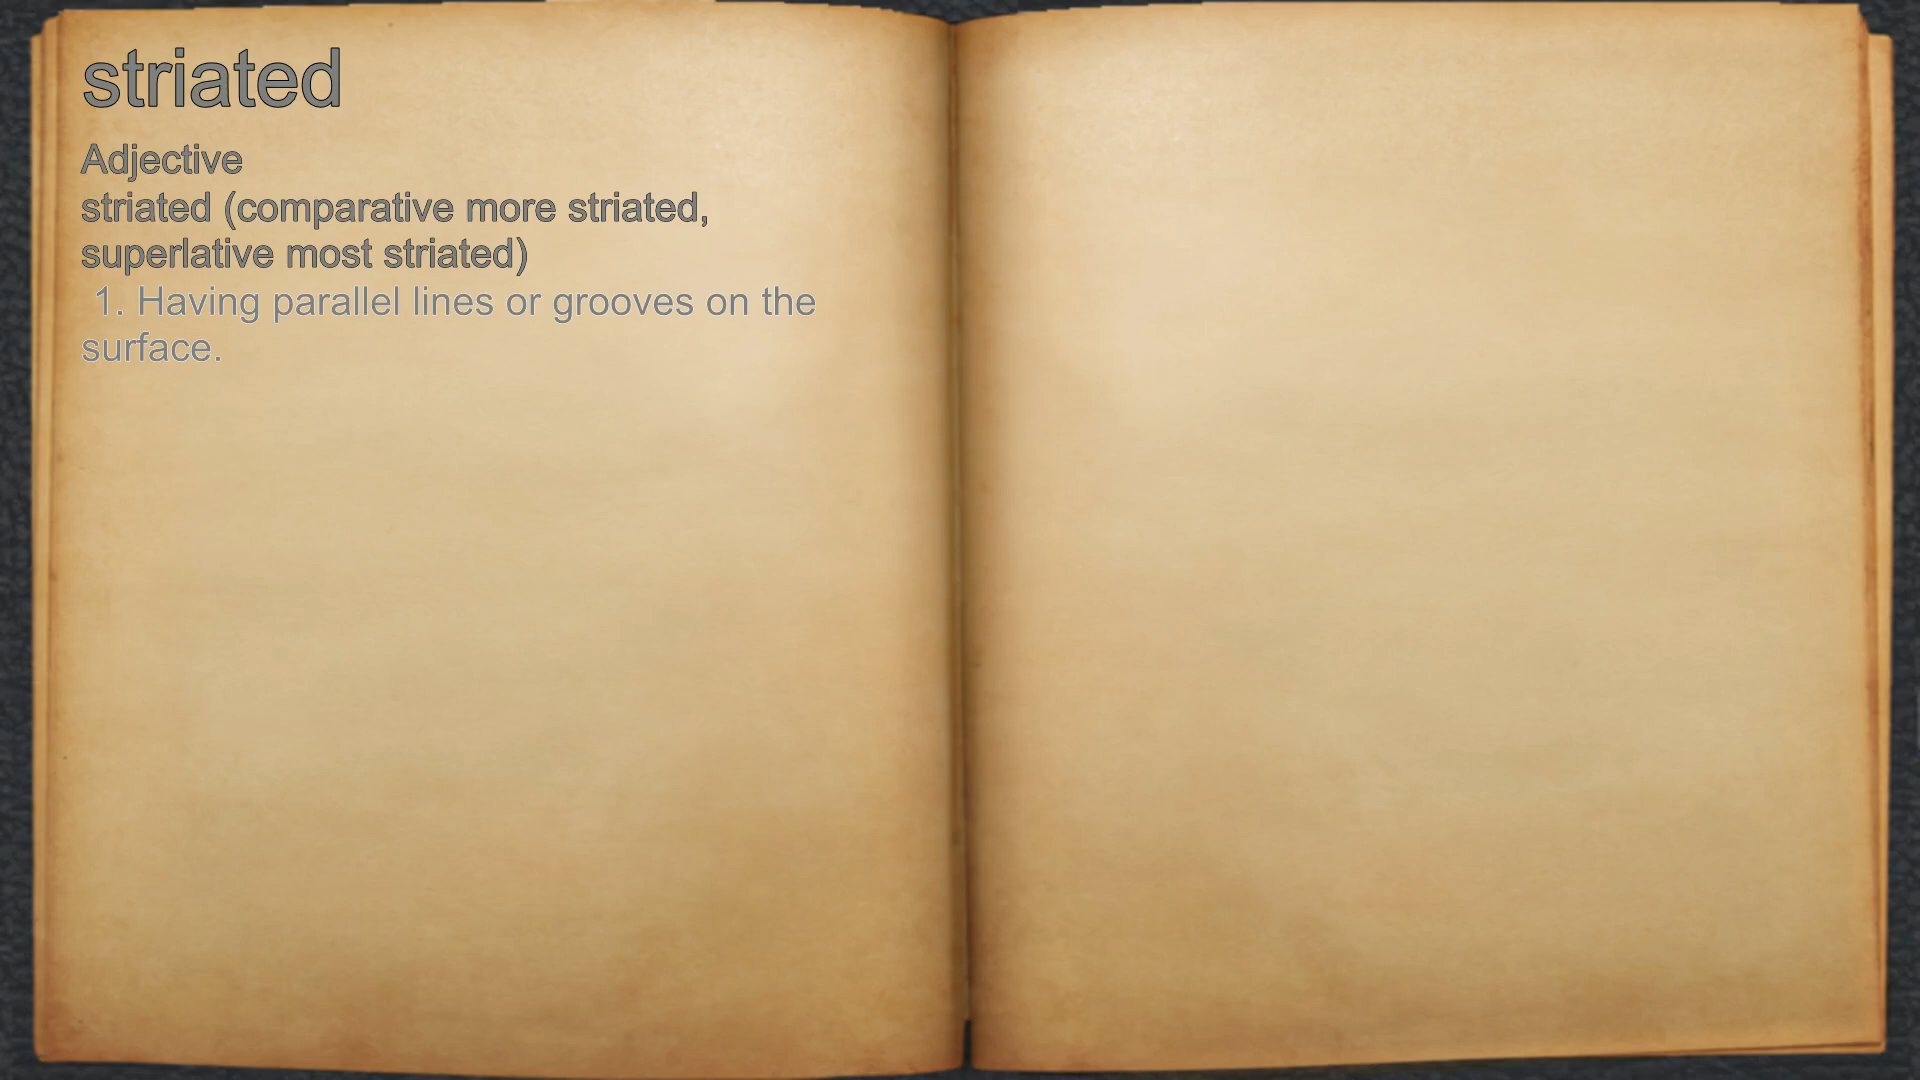 striated
Adjective
striated (comparative more striated,
superlative most striated)
1. Having parallel lines or grooves on the
surface.